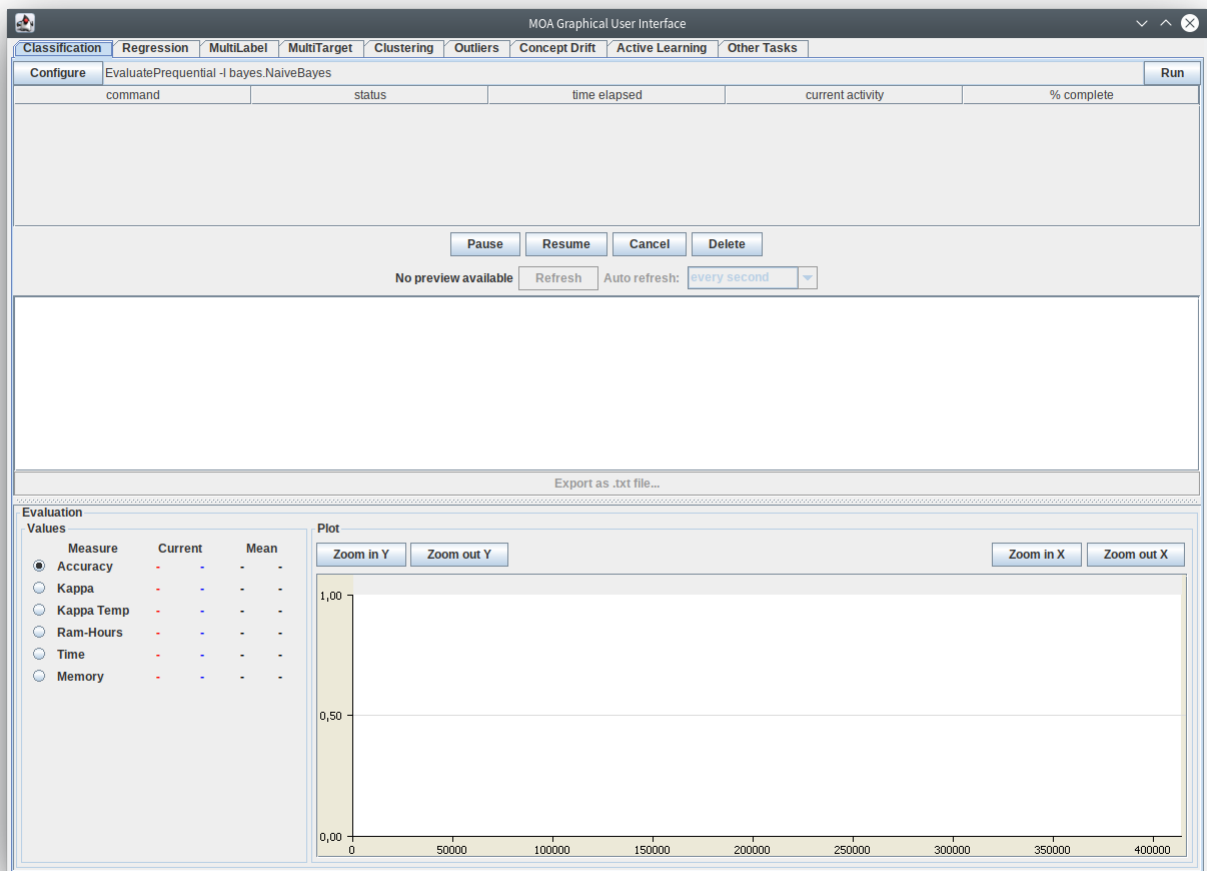 MOA Graphical User Interface
Classification Regression MultiLabel MultiTarget Clustering Outliers Concept Drift Active Learning Other Tasks
Configure EvaluatePrequential -l bayes.NaiveBayes Run
command status time elapsed current activity % complete
Pause Resume Cancel Delete
No preview available Refresh Auto refresh: every second
Export as .txt file...
Evaluation
Values
Measure Current Mean
Accuracy - - - -
Kappa - - - -
Kappa Temp - - - -
Ram-Hours - - - -
Time - - - -
Memory - - - -
Plot
Zoom in Y Zoom out Y Zoom in X Zoom out X
1,00
0,50
0,00
0 50000 100000 150000 200000 250000 300000 350000 400000